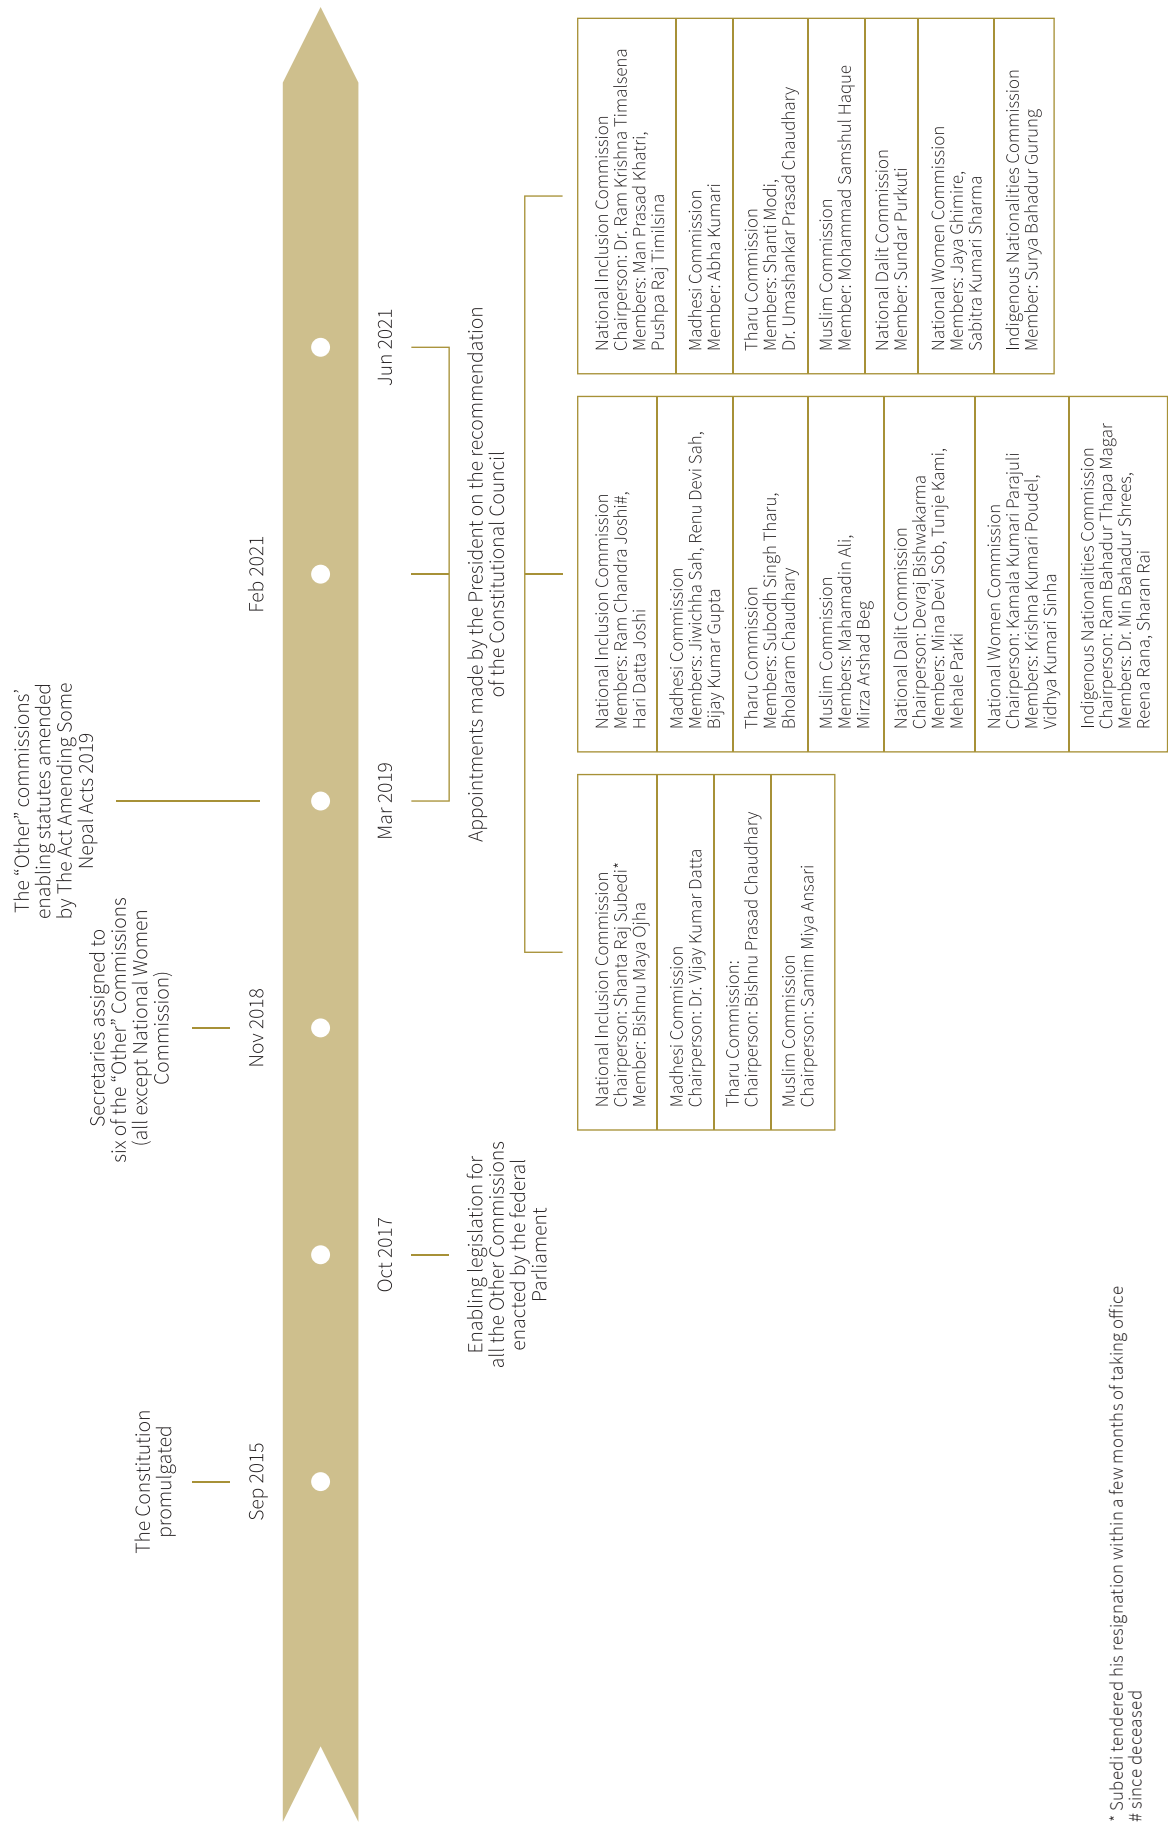 The Constitution
promulgated
Sep 2015
Oct 2017
Enabling legislation for
all the Other Commissions
enacted by the federal
Parliament
Secretaries assigned to
six of the “Other” Commissions
(all except National Women
Commission)
Nov 2018
The “Other” commissions’
enabling statutes amended
by The Act Amending Some
Nepal Acts 2019
Mar 2019
Feb 2021
Jun 2021
Appointments made by the President on the recommendation
of the Constitutional Council
National Inclusion Commission
Chairperson: Shanta Raj Subedi*
Member: Bishnu Maya Ojha
Madhesi Commission
Chairperson: Dr. Vijay Kumar Datta
Tharu Commission:
Chairperson: Bishnu Prasad Chaudhary
Muslim Commission
Chairperson: Samim Miya Ansari
National Inclusion Commission
Members: Ram Chandra Joshi#,
Hari Datta Joshi
Madhesi Commission
Members: Jiwichha Sah, Renu Devi Sah,
Bijay Kumar Gupta
Tharu Commission
Members: Subodh Singh Tharu,
Bholaram Chaudhary
Muslim Commission
Members: Mahamadin Ali,
Mirza Arshad Beg
National Dalit Commission
Chairperson: Devraj Bishwakarma
Members: Mina Devi Sob, Tunje Kami,
Mehale Parki
National Women Commission
Chairperson: Kamala Kumari Parajuli
Members: Krishna Kumari Poudel,
Vidhya Kumari Sinha
Indigenous Nationalities Commission
Chairperson: Ram Bahadur Thapa Magar
Members: Dr. Min Bahadur Shrees,
Reena Rana, Sharan Rai
National Inclusion Commission
Chairperson: Dr. Ram Krishna Timalsena
Members: Man Prasad Khatri,
Pushpa Raj Timilsina
Madhesi Commission
Member: Abha Kumari
Tharu Commission
Members: Shanti Modi,
Dr. Umashankar Prasad Chaudhary
Muslim Commission
Member: Mohammad Samshul Haque
National Dalit Commission
Member: Sundar Purkuti
National Women Commission
Members: Jaya Ghimire,
Sabitra Kumari Sharma
Indigenous Nationalities Commission
Member: Surya Bahadur Gurung
* Subedi tendered his resignation within a few months of taking office
# since deceased